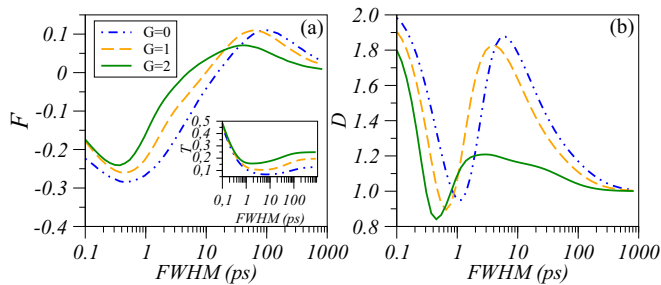 (a)
G=0
G=1
G=2
0.1
0
-0.1
-0.2
-0.3
-0.4
F
0.1 1 10 100 1000
FWHM (ps)
0,5
0,4
0,3
0,2
0,1
T
0,1 1 10 100
FWHM (ps)
(b)
2.0
1.8
1.6
1.4
1.2
1.0
0.8
D
0.1 1 10 100 1000
FWHM (ps)